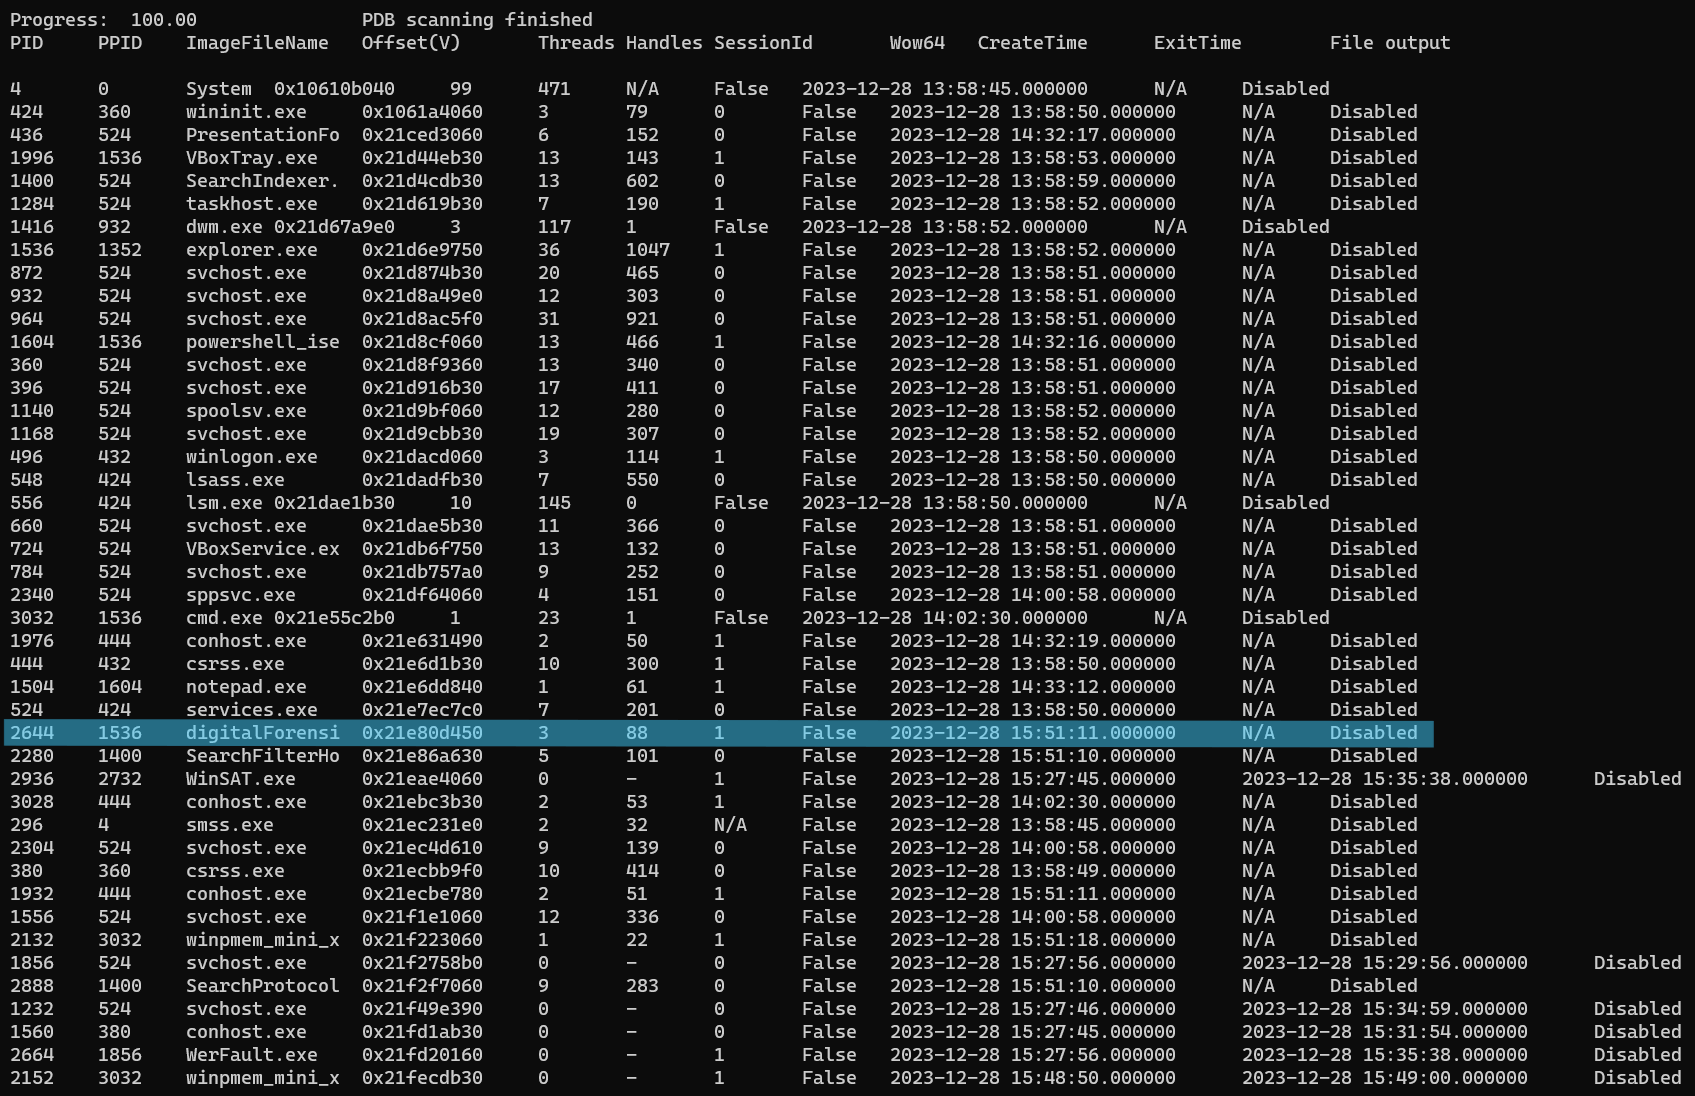 Progress:  100.00               PDB scanning finished
PID     PPID    ImageFileName   Offset(V)       Threads Handles SessionId       Wow64   CreateTime      ExitTime        File output
4       0       System  0x10610b040     99      471     N/A     False   2023-12-28 13:58:45.000000      N/A     Disabled
424     360     wininit.exe     0x1061a4060     3       79      0       False   2023-12-28 13:58:50.000000      N/A     Disabled
436     524     PresentationFo  0x21ced3060     6       152     0       False   2023-12-28 14:32:17.000000      N/A     Disabled
1996    1536    VBoxTray.exe    0x21d44eb30     13      143     1       False   2023-12-28 13:58:53.000000      N/A     Disabled
1400    524     SearchIndexer.  0x21d4cdb30     13      602     0       False   2023-12-28 13:58:59.000000      N/A     Disabled
1284    524     taskhost.exe    0x21d619b30     7       190     1       False   2023-12-28 13:58:52.000000      N/A     Disabled
1416    932     dwm.exe 0x21d67a9e0     3       117     1       False   2023-12-28 13:58:52.000000      N/A     Disabled
1536    1352    explorer.exe    0x21d6e9750     36      1047    1       False   2023-12-28 13:58:52.000000      N/A     Disabled
872     524     svchost.exe     0x21d874b30     20      465     0       False   2023-12-28 13:58:51.000000      N/A     Disabled
932     524     svchost.exe     0x21d8a49e0     12      303     0       False   2023-12-28 13:58:51.000000      N/A     Disabled
964     524     svchost.exe     0x21d8ac5f0     31      921     0       False   2023-12-28 13:58:51.000000      N/A     Disabled
1604    1536    powershell_ise  0x21d8cf060     13      466     1       False   2023-12-28 14:32:16.000000      N/A     Disabled
360     524     svchost.exe     0x21d8f9360     13      340     0       False   2023-12-28 13:58:51.000000      N/A     Disabled
396     524     svchost.exe     0x21d916b30     17      411     0       False   2023-12-28 13:58:51.000000      N/A     Disabled
1140    524     spoolsv.exe     0x21d9bf060     12      280     0       False   2023-12-28 13:58:52.000000      N/A     Disabled
1168    524     svchost.exe     0x21d9cbb30     19      307     0       False   2023-12-28 13:58:52.000000      N/A     Disabled
496     432     winlogon.exe    0x21dacd060     3       114     1       False   2023-12-28 13:58:50.000000      N/A     Disabled
548     424     lsass.exe       0x21dadfb30     7       550     0       False   2023-12-28 13:58:50.000000      N/A     Disabled
556     424     lsm.exe 0x21dae1b30     10      145     0       False   2023-12-28 13:58:50.000000      N/A     Disabled
660     524     svchost.exe     0x21dae5b30     11      366     0       False   2023-12-28 13:58:51.000000      N/A     Disabled
724     524     VBoxService.ex  0x21db6f750     13      132     0       False   2023-12-28 13:58:51.000000      N/A     Disabled
784     524     svchost.exe     0x21db757a0     9       252     0       False   2023-12-28 13:58:51.000000      N/A     Disabled
2340    524     sppsvc.exe      0x21df64060     4       151     0       False   2023-12-28 14:00:58.000000      N/A     Disabled
3032    1536    cmd.exe 0x21e55c2b0     1       23      1       False   2023-12-28 14:02:30.000000      N/A     Disabled
1976    444     conhost.exe     0x21e631490     2       50      1       False   2023-12-28 14:32:19.000000      N/A     Disabled
444     432     csrss.exe       0x21e6d1b30     10      300     1       False   2023-12-28 13:58:50.000000      N/A     Disabled
1504    1604    notepad.exe     0x21e6dd840     1       61      1       False   2023-12-28 14:33:12.000000      N/A     Disabled
524     424     services.exe    0x21e7ec7c0     7       201     0       False   2023-12-28 13:58:50.000000      N/A     Disabled
2644    1536    digitalForensi  0x21e80d450     3       88      1       False   2023-12-28 15:51:11.000000      N/A     Disabled
2280    1400    SearchFilterHo  0x21e86a630     5       101     0       False   2023-12-28 15:51:10.000000      N/A     Disabled
2936    2732    WinSAT.exe      0x21eae4060     0       -       1       False   2023-12-28 15:27:45.000000      2023-12-28 15:35:38.000000      Disabled
3028    444     conhost.exe     0x21ebc3b30     2       53      1       False   2023-12-28 14:02:30.000000      N/A     Disabled
296     4       smss.exe        0x21ec231e0     2       32      N/A     False   2023-12-28 13:58:45.000000      N/A     Disabled
2304    524     svchost.exe     0x21ec4d610     9       139     0       False   2023-12-28 14:00:58.000000      N/A     Disabled
380     360     csrss.exe       0x21ecbb9f0     10      414     0       False   2023-12-28 13:58:49.000000      N/A     Disabled
1932    444     conhost.exe     0x21ecbe780     2       51      1       False   2023-12-28 15:51:11.000000      N/A     Disabled
1556    524     svchost.exe     0x21f1e1060     12      336     0       False   2023-12-28 14:00:58.000000      N/A     Disabled
2132    3032    winpmem_mini_x  0x21f223060     1       22      1       False   2023-12-28 15:51:18.000000      N/A     Disabled
1856    524     svchost.exe     0x21f2758b0     0       -       0       False   2023-12-28 15:27:56.000000      2023-12-28 15:29:56.000000      Disabled
2888    1400    SearchProtocol  0x21f2f7060     9       283     0       False   2023-12-28 15:51:10.000000      N/A     Disabled
1232    524     svchost.exe     0x21f49e390     0       -       0       False   2023-12-28 15:27:46.000000      2023-12-28 15:34:59.000000      Disabled
1560    380     conhost.exe     0x21fd1ab30     0       -       0       False   2023-12-28 15:27:45.000000      2023-12-28 15:31:54.000000      Disabled
2664    1856    WerFault.exe    0x21fd20160     0       -       1       False   2023-12-28 15:27:56.000000      2023-12-28 15:35:38.000000      Disabled
2152    3032    winpmem_mini_x  0x21fecdb30     0       -       1       False   2023-12-28 15:48:50.000000      2023-12-28 15:49:00.000000      Disabled